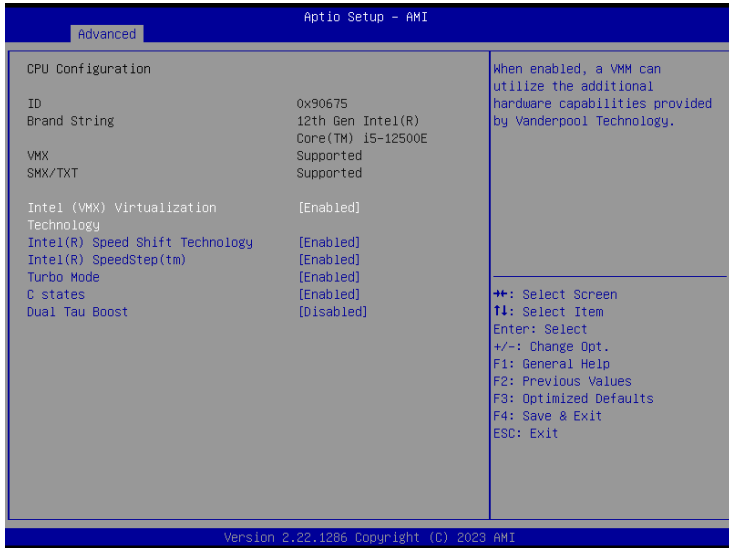 Aptio Setup – AMI
Advanced
CPU Configuration
ID 0x90675
Brand String 12th Gen Intel(R)
Core(TM) i5-12500E
VMX Supported
SMX/TXT Supported
Intel (VMX) Virtualization [Enabled]
Technology
Intel(R) Speed Shift Technology [Enabled]
Intel(R) SpeedStep(tm) [Enabled]
Turbo Mode [Enabled]
C states [Enabled]
Dual Tau Boost [Disabled]
When enabled, a VMM can
utilize the additional
hardware capabilities provided
by Vanderpool Technology.
→←: Select Screen
↑↓: Select Item
Enter: Select
+/-: Change Opt.
F1: General Help
F2: Previous Values
F3: Optimized Defaults
F4: Save & Exit
ESC: Exit
Version 2.22.1286 Copyright (C) 2023 AMI